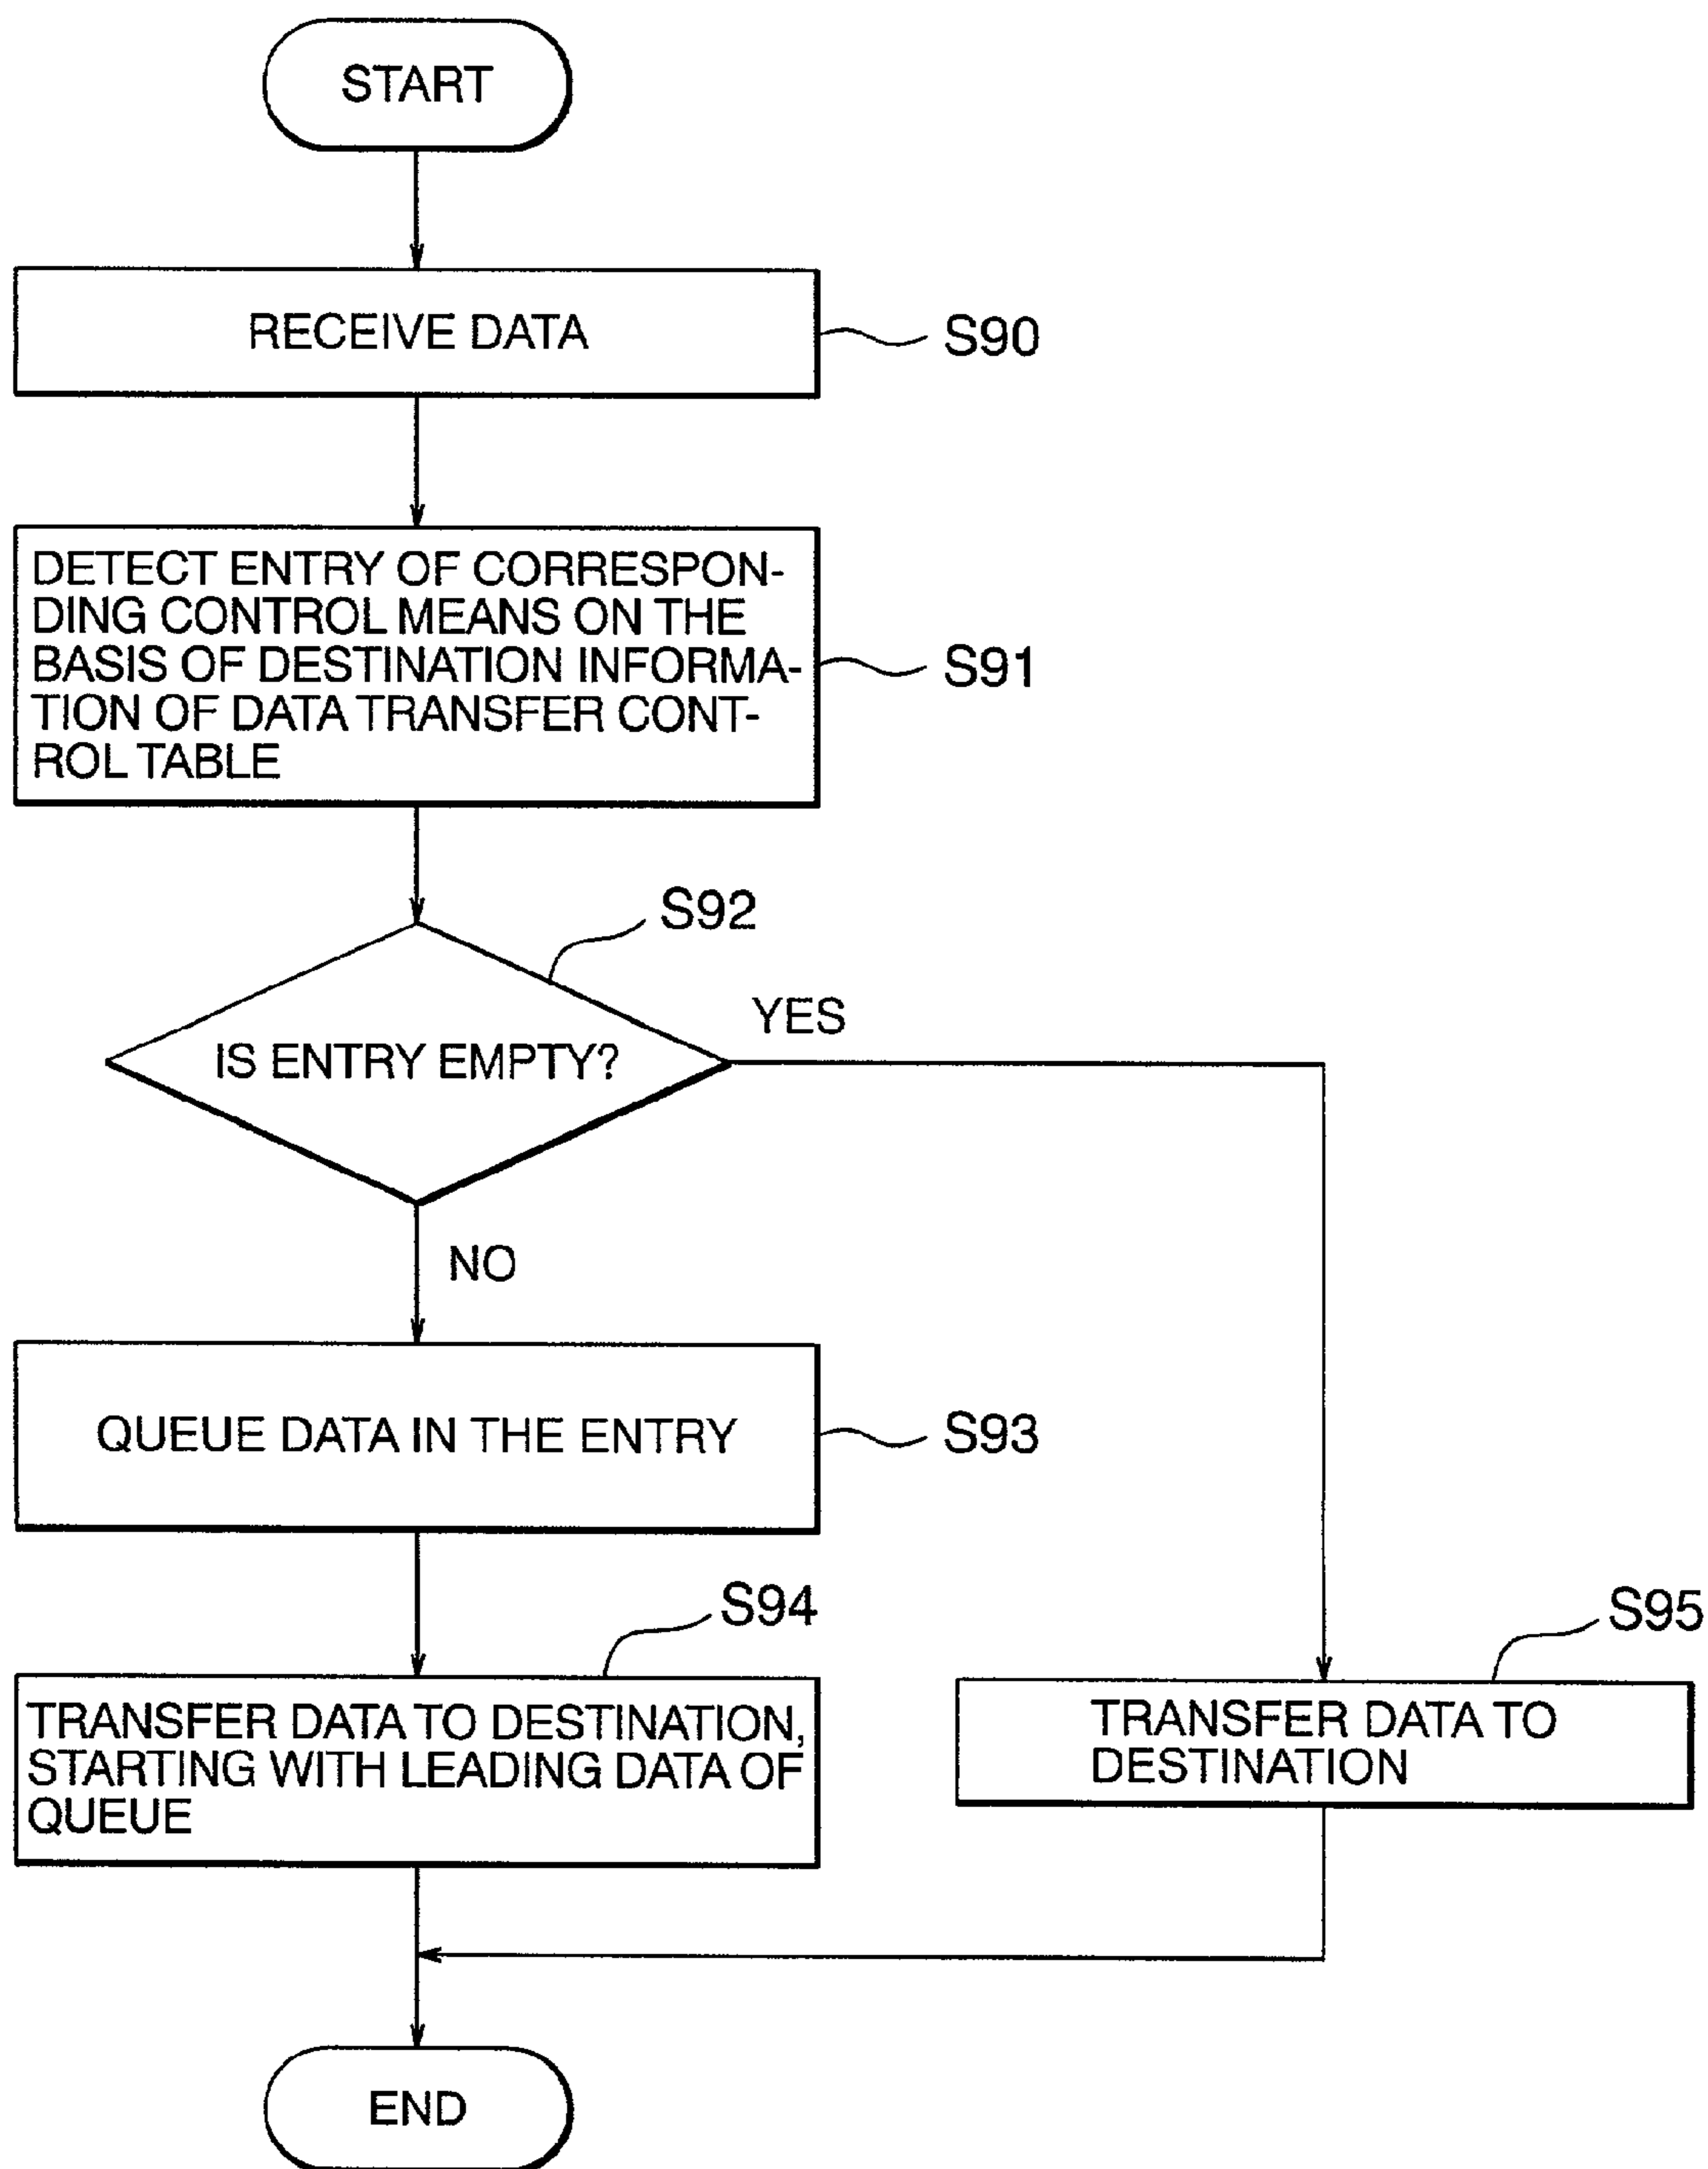 START
RECEIVE DATA
S90
DETECT ENTRY OF CORRESPON-
DING CONTROL MEANS ON THE
BASIS OF DESTINATION INFORMA-
TION OF DATA TRANSFER CONT-
ROL TABLE
S91
S92
IS ENTRY EMPTY?
YES
NO
QUEUE DATA IN THE ENTRY
S93
S94
TRANSFER DATA TO DESTINATION,
STARTING WITH LEADING DATA OF
QUEUE
S95
TRANSFER DATA TO
DESTINATION
END